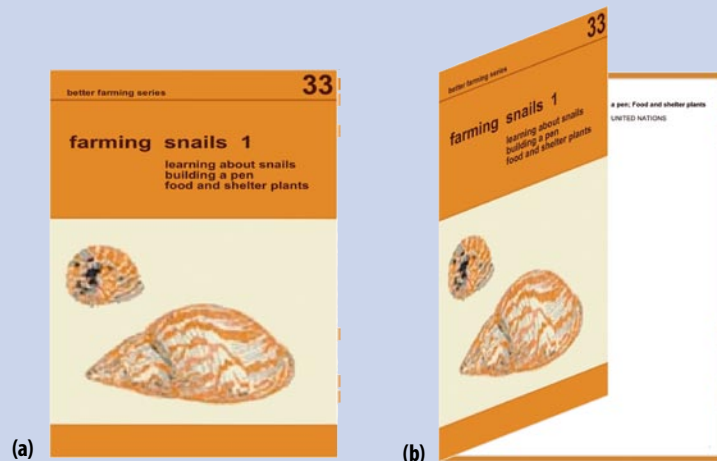 better farming series 33
farming snails 1
learning about snails
building a pen
food and shelter plants
(a)
33
better farming series
farming snails 1
learning about snails
building a pen
food and shelter plants
a pen; Food and shelter plants
UNITED NATIONS
(b)